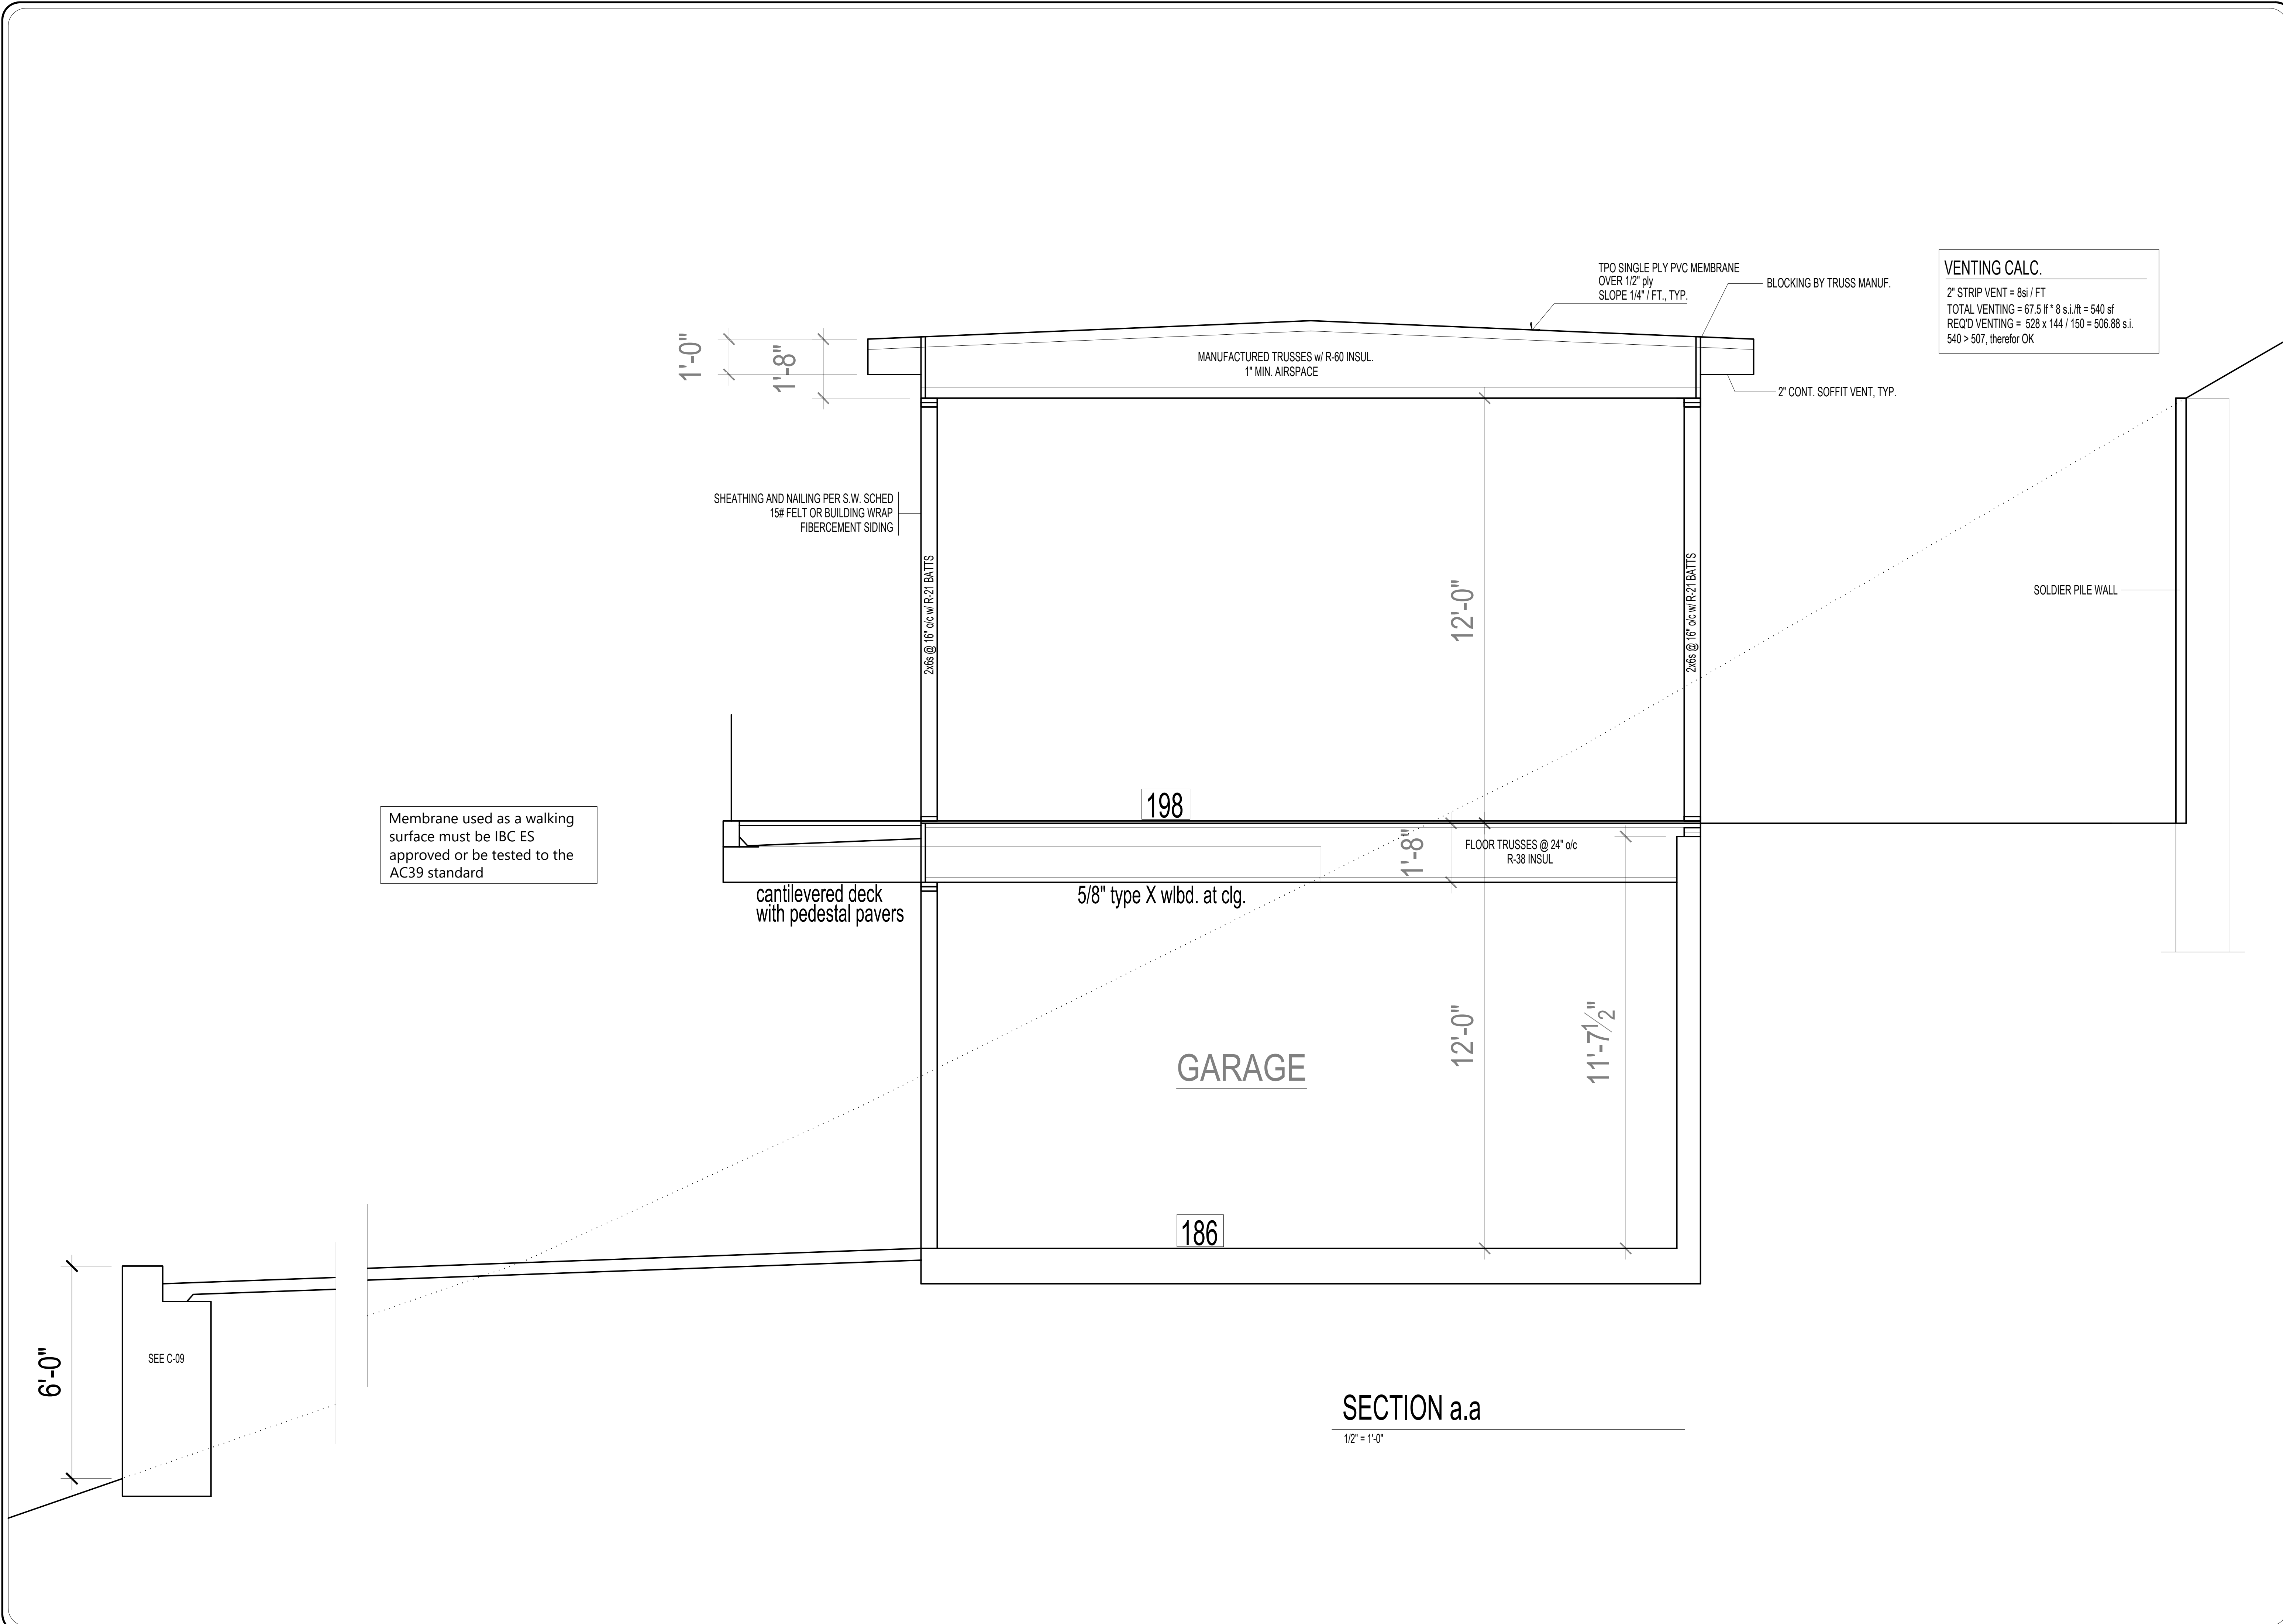 TPO SINGLE PLY PVC MEMBRANE
OVER 1/2" ply
SLOPE 1/4" / FT., TYP.
BLOCKING BY TRUSS MANUF.
VENTING CALC.
2" STRIP VENT = 8si / FT
TOTAL VENTING = 67.5 lf * 8 s.i./ft = 540 sf
REQ'D VENTING = 528 x 144 / 150 = 506.88 s.i.
540 > 507, therefor OK
1'-0"
1'-8"
MANUFACTURED TRUSSES w/ R-60 INSUL.
1" MIN. AIRSPACE
2" CONT. SOFFIT VENT, TYP.
SHEATHING AND NAILING PER S.W. SCHED
15# FELT OR BUILDING WRAP
FIBERCEMENT SIDING
2x6s @ 16" o/c w/ R-21 BATTS
12'-0"
2x6s @ 16" o/c w/ R-21 BATTS
SOLDIER PILE WALL
198
Membrane used as a walking
surface must be IBC ES
approved or be tested to the
AC39 standard
1'-8"
FLOOR TRUSSES @ 24" o/c
R-38 INSUL
cantilevered deck
with pedestal pavers
5/8" type X wlbd. at clg.
GARAGE
12'-0"
11'-7 1/2"
186
6'-0"
SEE C-09
SECTION a.a
1/2" = 1'-0"